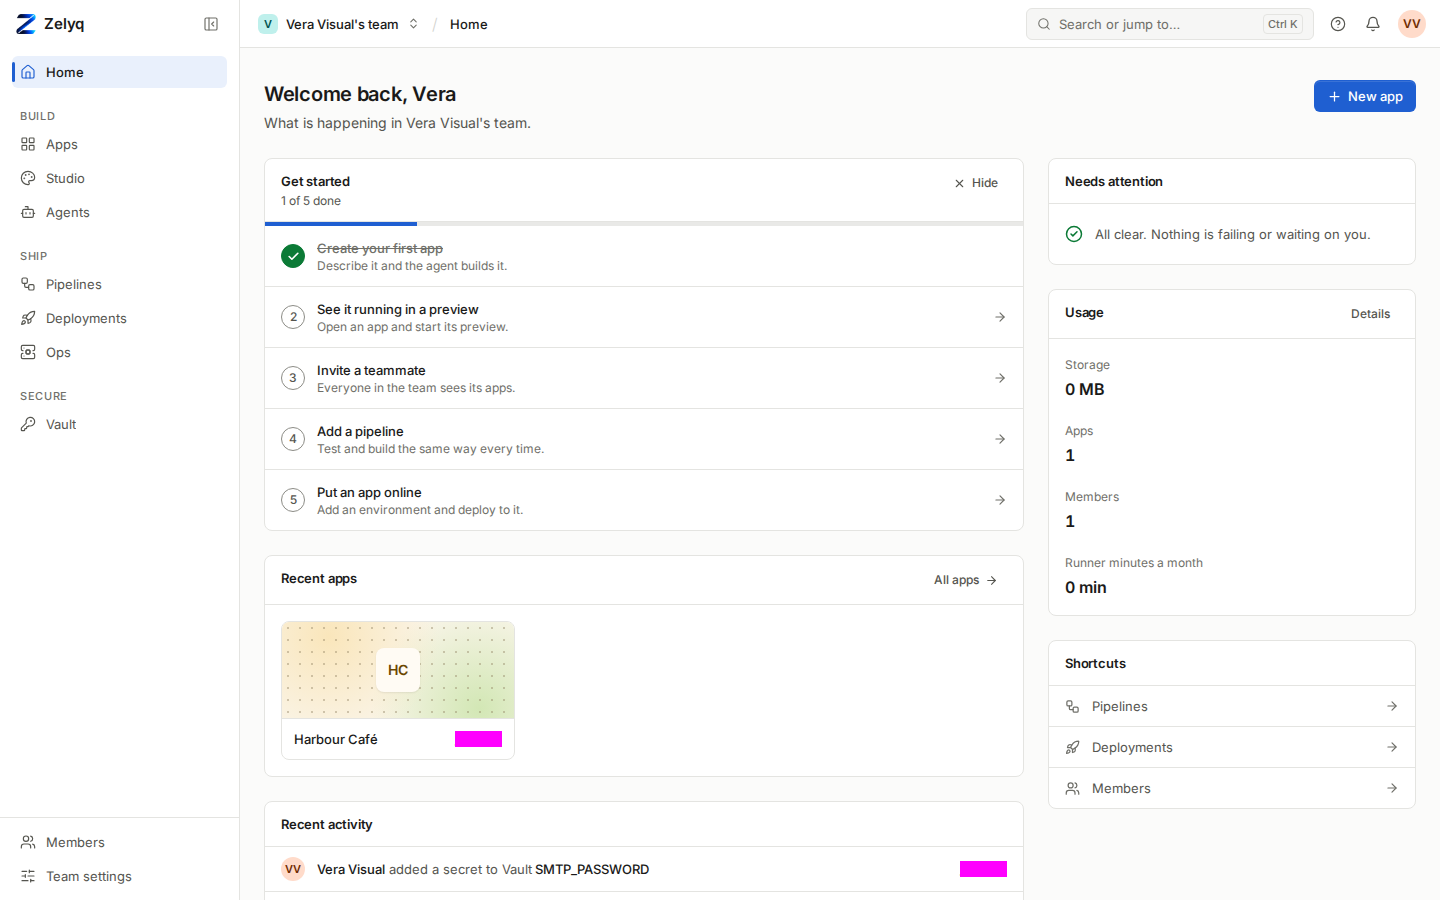 Zelyq
Home
BUILD
Apps
Studio
Agents
SHIP
Pipelines
Deployments
Ops
SECURE
Vault
Members
Team settings
V Vera Visual's team / Home
Search or jump to... Ctrl K
VV
Welcome back, Vera
What is happening in Vera Visual's team.
New app
Get started
1 of 5 done
Hide
Create your first app
Describe it and the agent builds it.
2 See it running in a preview
Open an app and start its preview.
3 Invite a teammate
Everyone in the team sees its apps.
4 Add a pipeline
Test and build the same way every time.
5 Put an app online
Add an environment and deploy to it.
Recent apps
All apps
HC
Harbour Café
Recent activity
VV Vera Visual added a secret to Vault SMTP_PASSWORD
Needs attention
All clear. Nothing is failing or waiting on you.
Usage
Details
Storage
0 MB
Apps
1
Members
1
Runner minutes a month
0 min
Shortcuts
Pipelines
Deployments
Members